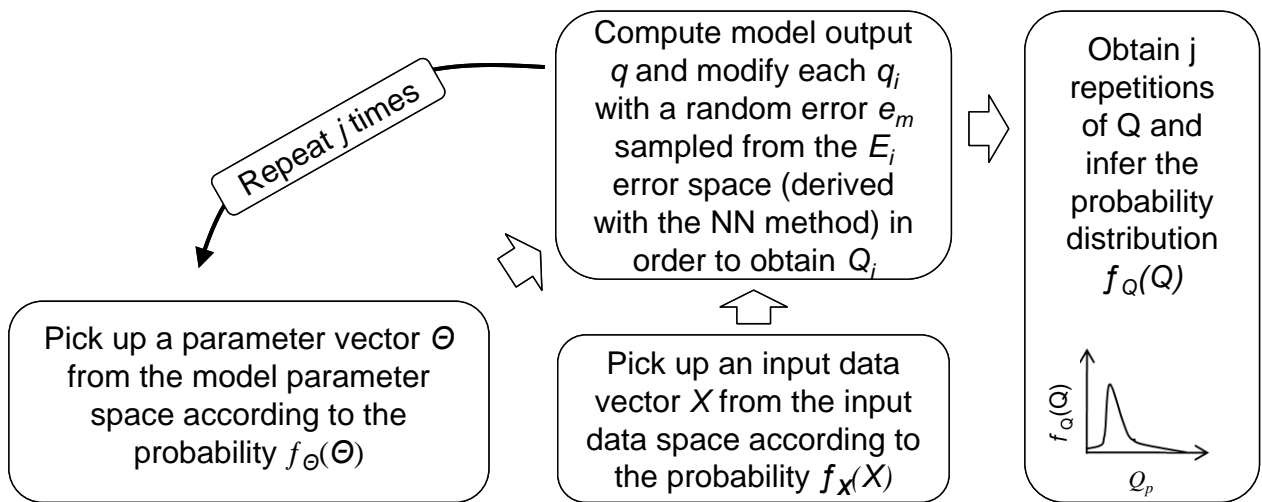 Repeat j times
Pick up a parameter vector Θ
from the model parameter
space according to the
probability fΘ(Θ)
Compute model output
q and modify each qi
with a random error em
sampled from the Ei
error space (derived
with the NN method) in
order to obtain Qi
Pick up an input data
vector X from the input
data space according to
the probability fX(X)
Obtain j
repetitions
of Q and
infer the
probability
distribution
fQ(Q)
fQ(Q)
Qp